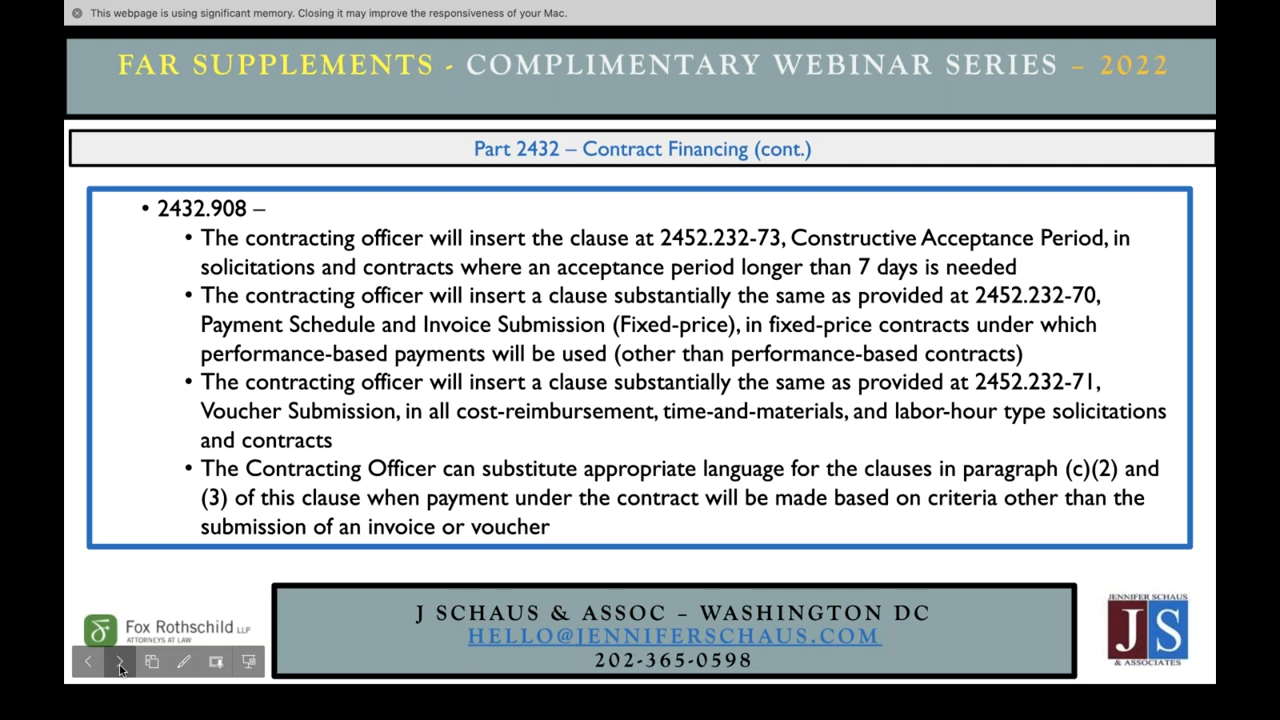 This webpage is using significant memory. Closing it may improve the responsiveness of your Mac.
FAR SUPPLEMENTS - COMPLIMENTARY WEBINAR SERIES – 2022
Part 2432 – Contract Financing (cont.)
• 2432.908 –
• The contracting officer will insert the clause at 2452.232-73, Constructive Acceptance Period, in
solicitations and contracts where an acceptance period longer than 7 days is needed
• The contracting officer will insert a clause substantially the same as provided at 2452.232-70,
Payment Schedule and Invoice Submission (Fixed-price), in fixed-price contracts under which
performance-based payments will be used (other than performance-based contracts)
• The contracting officer will insert a clause substantially the same as provided at 2452.232-71,
Voucher Submission, in all cost-reimbursement, time-and-materials, and labor-hour type solicitations
and contracts
• The Contracting Officer can substitute appropriate language for the clauses in paragraph (c)(2) and
(3) of this clause when payment under the contract will be made based on criteria other than the
submission of an invoice or voucher
Fox Rothschild LLP
ATTORNEYS AT LAW
J SCHAUS & ASSOC – WASHINGTON DC
HELLO@JENNIFERSCHAUS.COM
202-365-0598
JENNIFER SCHAUS
JS
& ASSOCIATES